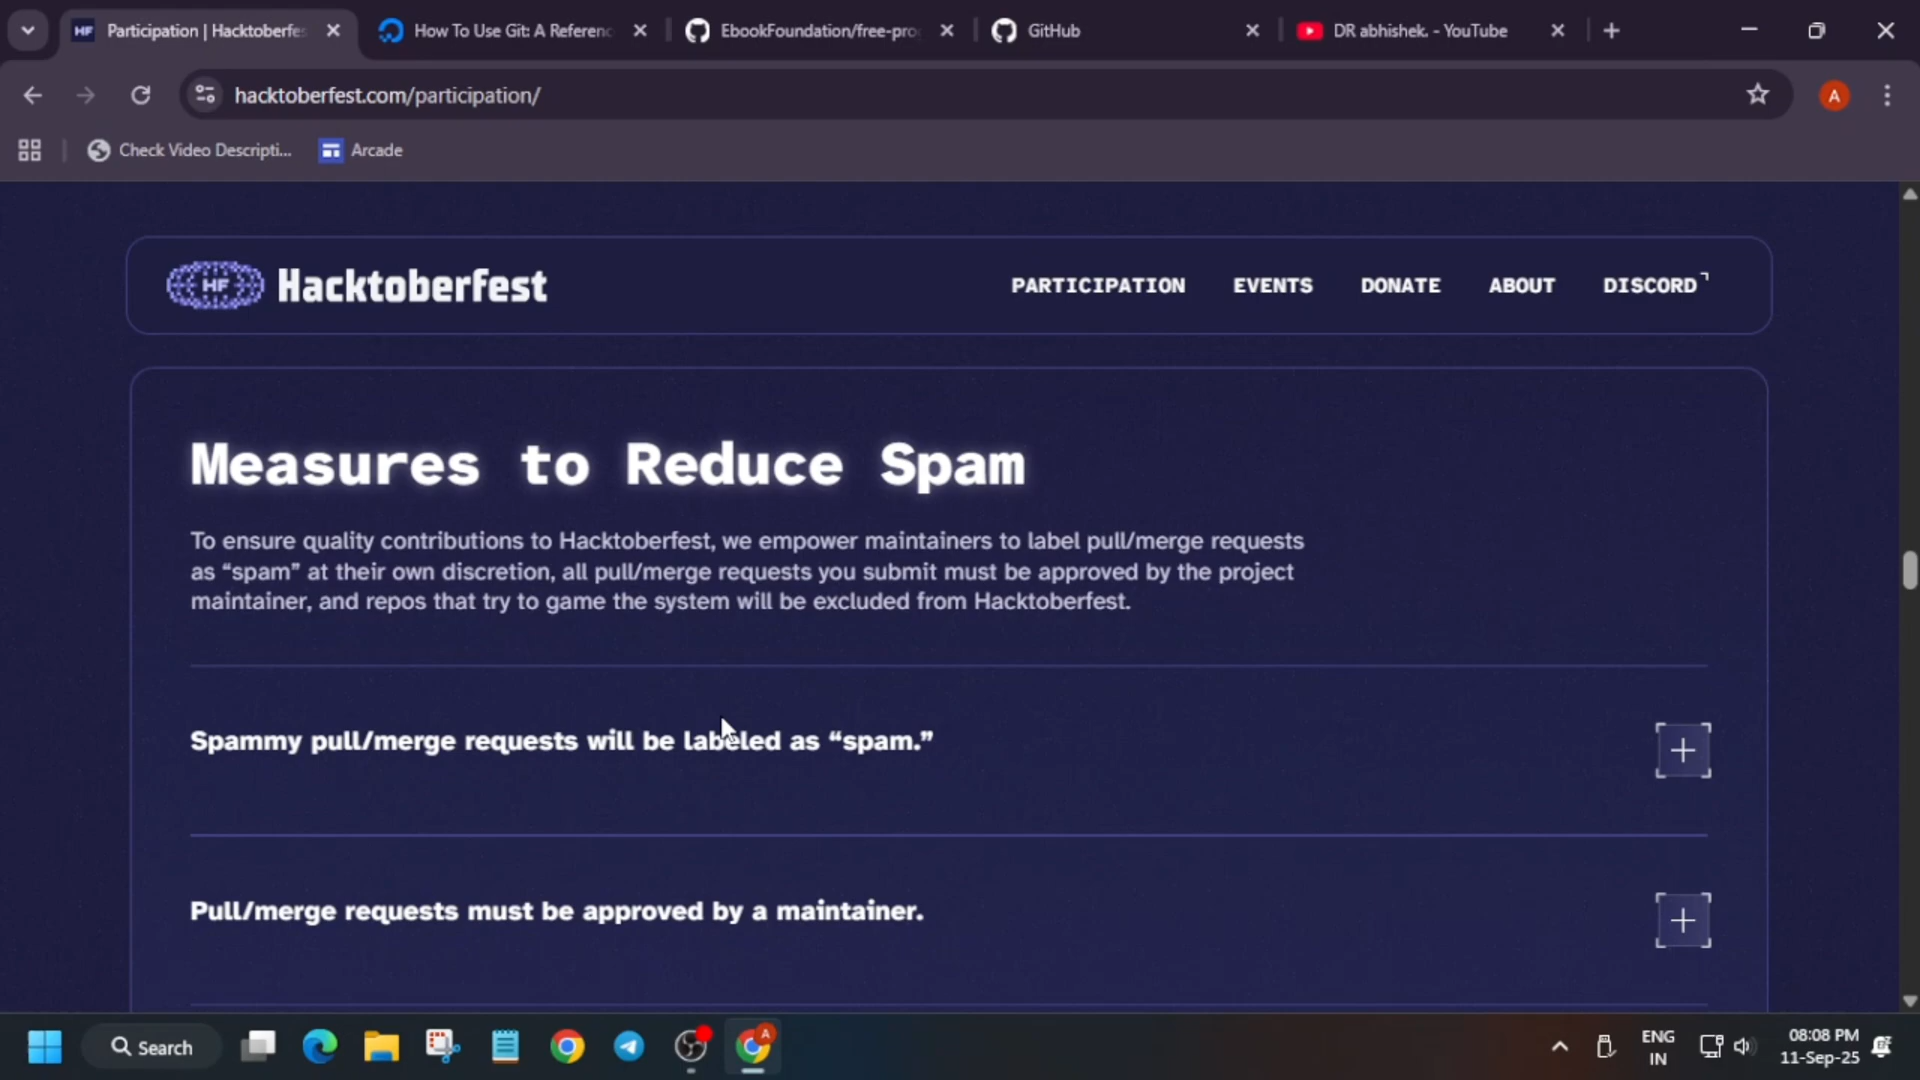 HF Participation | Hacktoberfes
How To Use Git: A Referenc
EbookFoundation/free-pro
GitHub
DR abhishek. - YouTube
hacktoberfest.com/participation/
A
Check Video Descripti...
Arcade
HF Hacktoberfest
PARTICIPATION
EVENTS
DONATE
ABOUT
DISCORD
Measures to Reduce Spam
To ensure quality contributions to Hacktoberfest, we empower maintainers to label pull/merge requests
as “spam” at their own discretion, all pull/merge requests you submit must be approved by the project
maintainer, and repos that try to game the system will be excluded from Hacktoberfest.
Spammy pull/merge requests will be labeled as “spam.”
Pull/merge requests must be approved by a maintainer.
Search
A
ENG
IN
08:08 PM
11-Sep-25